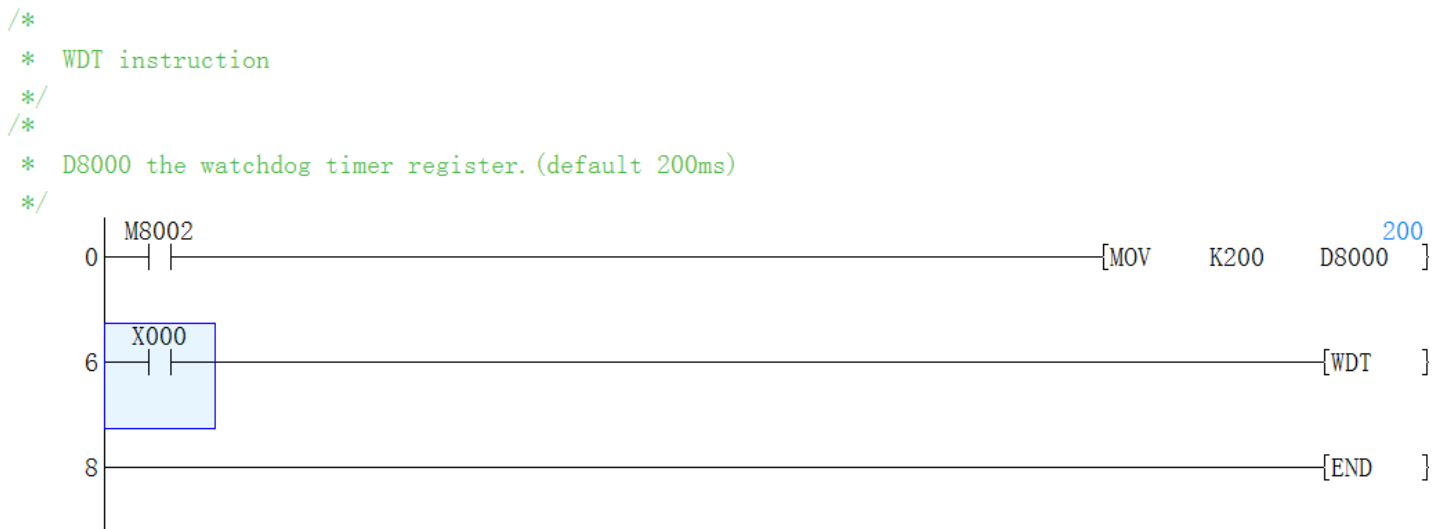 /*
 *  WDT instruction
 */
/*
 *  D8000 the watchdog timer register.(default 200ms)
 */
M8002 200
0 [MOV K200 D8000 ]
X000
6 [WDT ]
8 [END ]